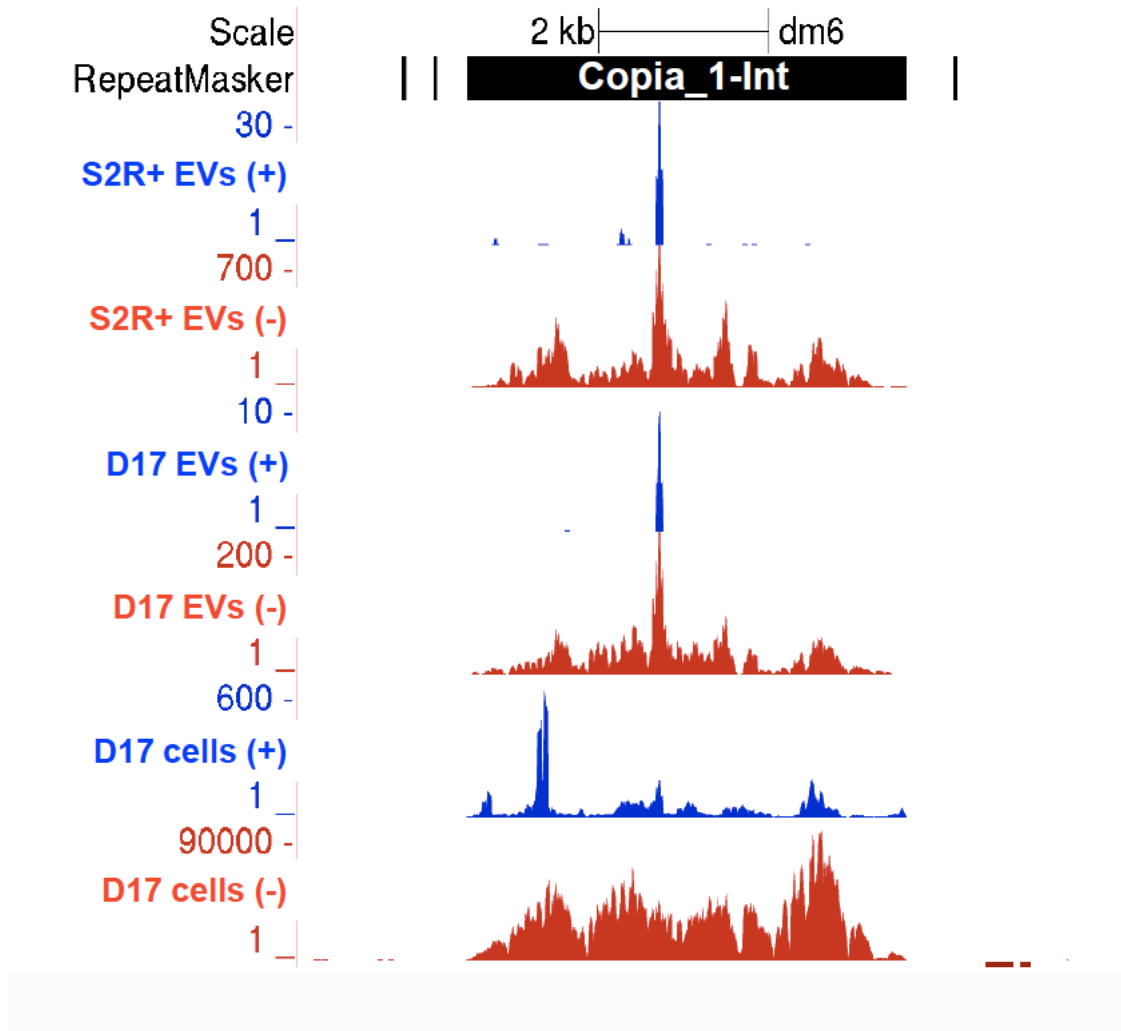 Scale 2 kb dm6
RepeatMasker Copia_1-Int
30 -
S2R+ EVs (+)
1 _
700 -
S2R+ EVs (-)
1 _
10 -
D17 EVs (+)
1 _
200 -
D17 EVs (-)
1 _
600 -
D17 cells (+)
1 _
90000 -
D17 cells (-)
1 _